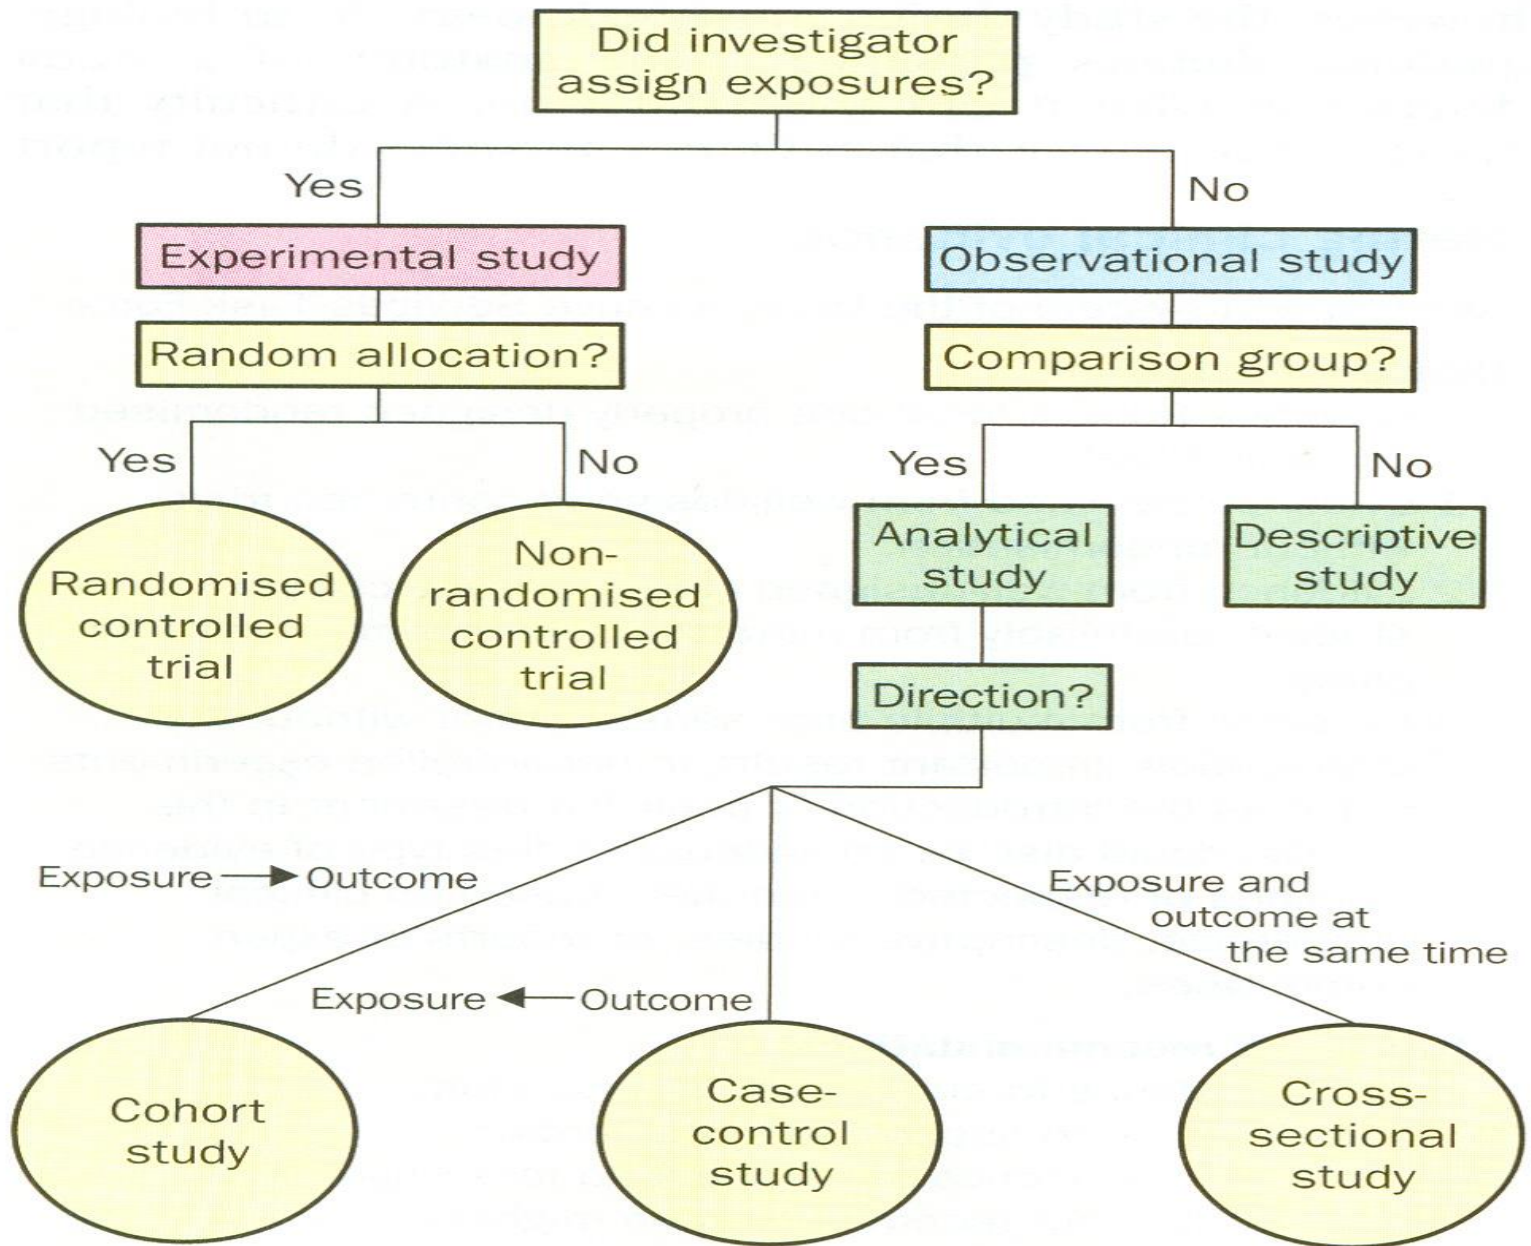 Did investigator
assign exposures?
Yes
No
Experimental study
Observational study
Random allocation?
Comparison group?
Yes
No
Yes
No
Randomised
controlled
trial
Non-
randomised
controlled
trial
Analytical
study
Descriptive
study
Direction?
Exposure → Outcome
Exposure and
outcome at
the same time
Exposure ← Outcome
Cohort
study
Case-
control
study
Cross-
sectional
study